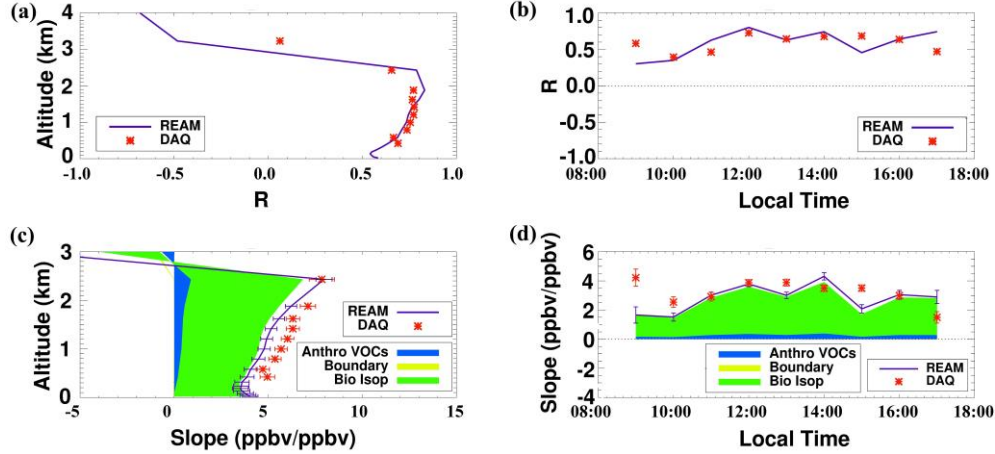 (a)
4
3
2
1
0
Altitude (km)
REAM
DAQ
-1.0 -0.5 0.0 0.5 1.0
R
(b)
1.0
0.5
0.0
-0.5
-1.0
R
REAM
DAQ
08:00 10:00 12:00 14:00 16:00 18:00
Local Time
(c)
3
2
1
0
Altitude (km)
REAM
DAQ
Anthro VOCs
Boundary
Bio Isop
-5 0 5 10 15
Slope (ppbv/ppbv)
(d)
6
4
2
0
-2
-4
-6
Slope (ppbv/ppbv)
Anthro VOCs
Boundary
Bio Isop
REAM
DAQ
08:00 10:00 12:00 14:00 16:00 18:00
Local Time